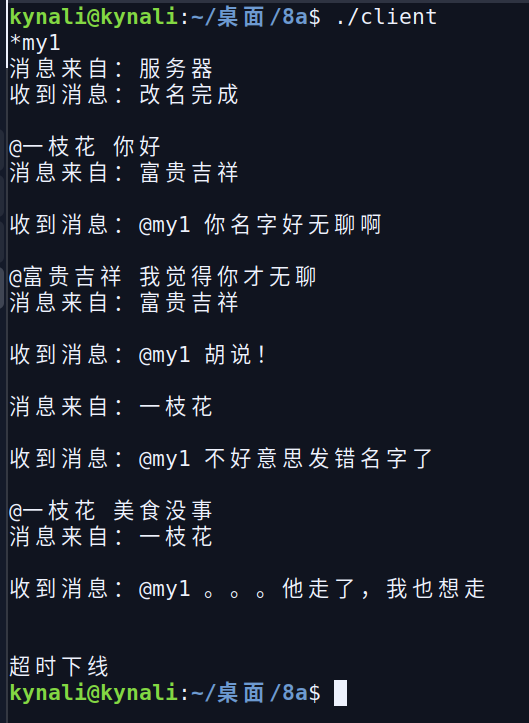 kynali@kynali:~/桌面/8a$ ./client
*my1
消息来自：服务器
收到消息：改名完成
@一枝花 你好
消息来自：富贵吉祥
收到消息：@my1 你名字好无聊啊
@富贵吉祥 我觉得你才无聊
消息来自：富贵吉祥
收到消息：@my1 胡说！
消息来自：一枝花
收到消息：@my1 不好意思发错名字了
@一枝花 美食没事
消息来自：一枝花
收到消息：@my1 。。。他走了，我也想走
超时下线
kynali@kynali:~/桌面/8a$